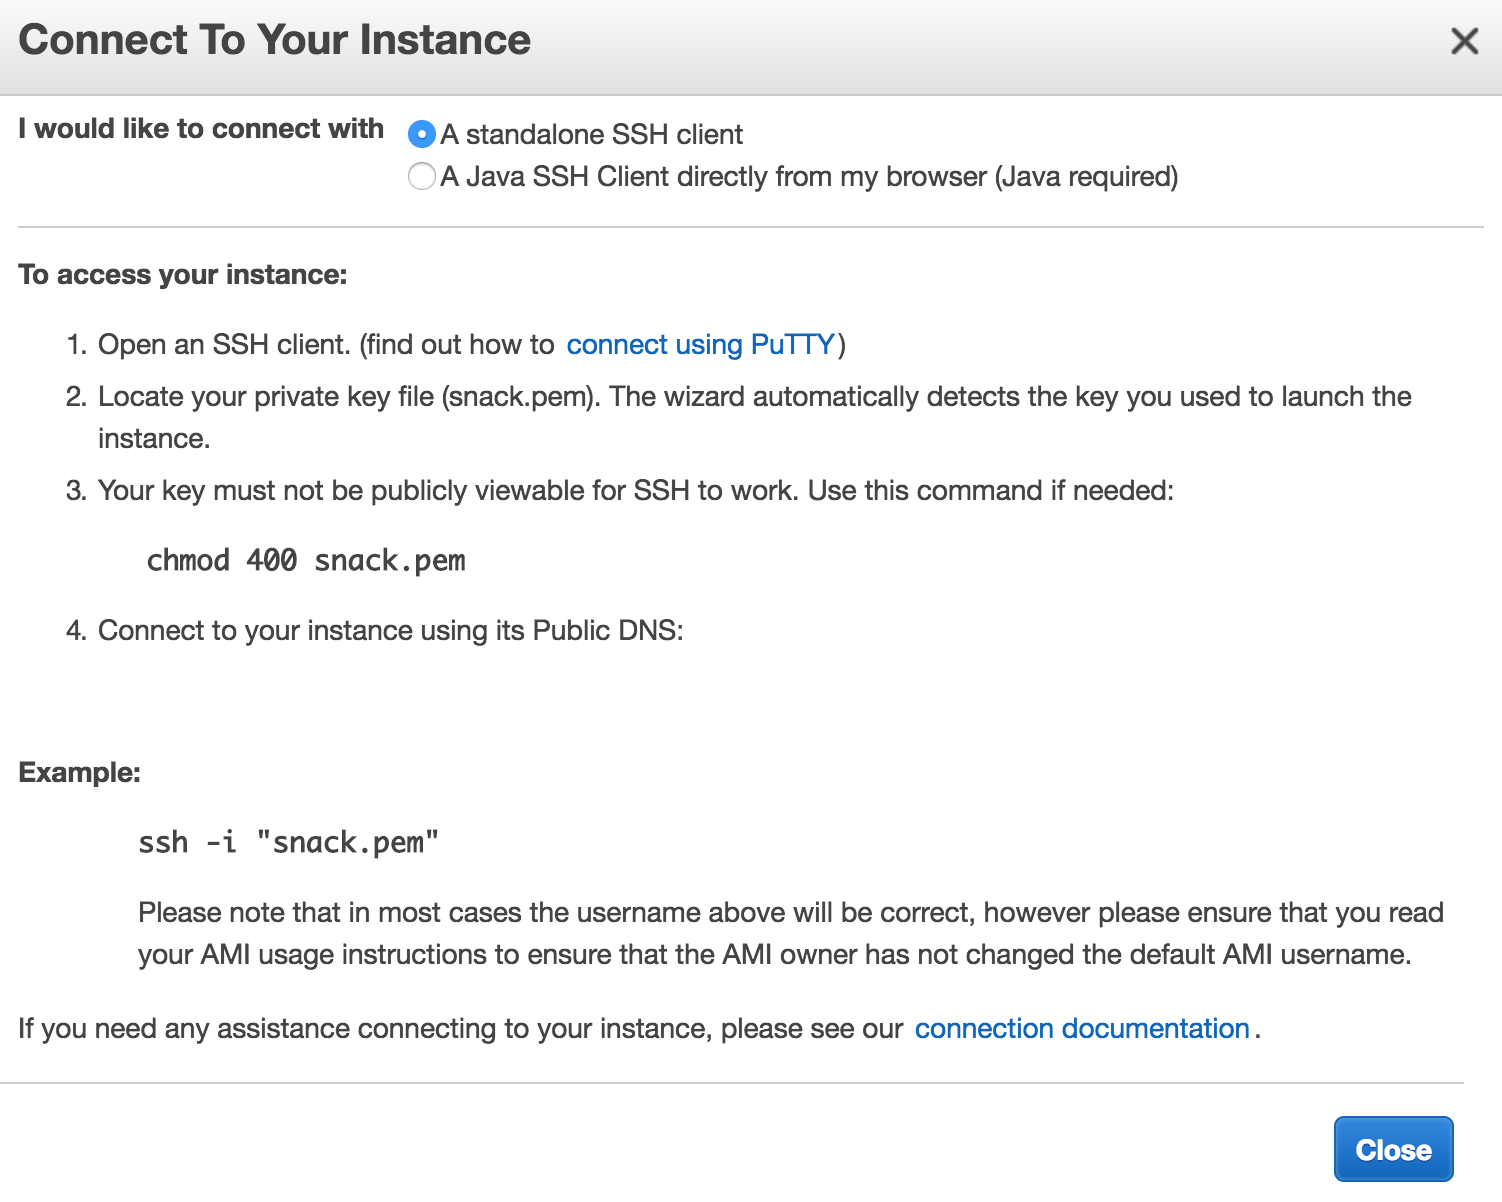 Connect To Your Instance
I would like to connect with
A standalone SSH client
A Java SSH Client directly from my browser (Java required)
To access your instance:
1. Open an SSH client. (find out how to connect using PuTTY)
2. Locate your private key file (snack.pem). The wizard automatically detects the key you used to launch the
instance.
3. Your key must not be publicly viewable for SSH to work. Use this command if needed:
chmod 400 snack.pem
4. Connect to your instance using its Public DNS:
Example:
ssh -i "snack.pem"
Please note that in most cases the username above will be correct, however please ensure that you read
your AMI usage instructions to ensure that the AMI owner has not changed the default AMI username.
If you need any assistance connecting to your instance, please see our connection documentation.
Close